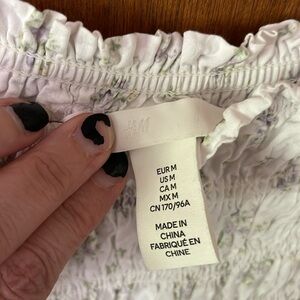 H&M
EUR M
US M
CA M
MX M
CN 170/96A
MADE IN
CHINA
FABRIQUÉ EN
CHINE